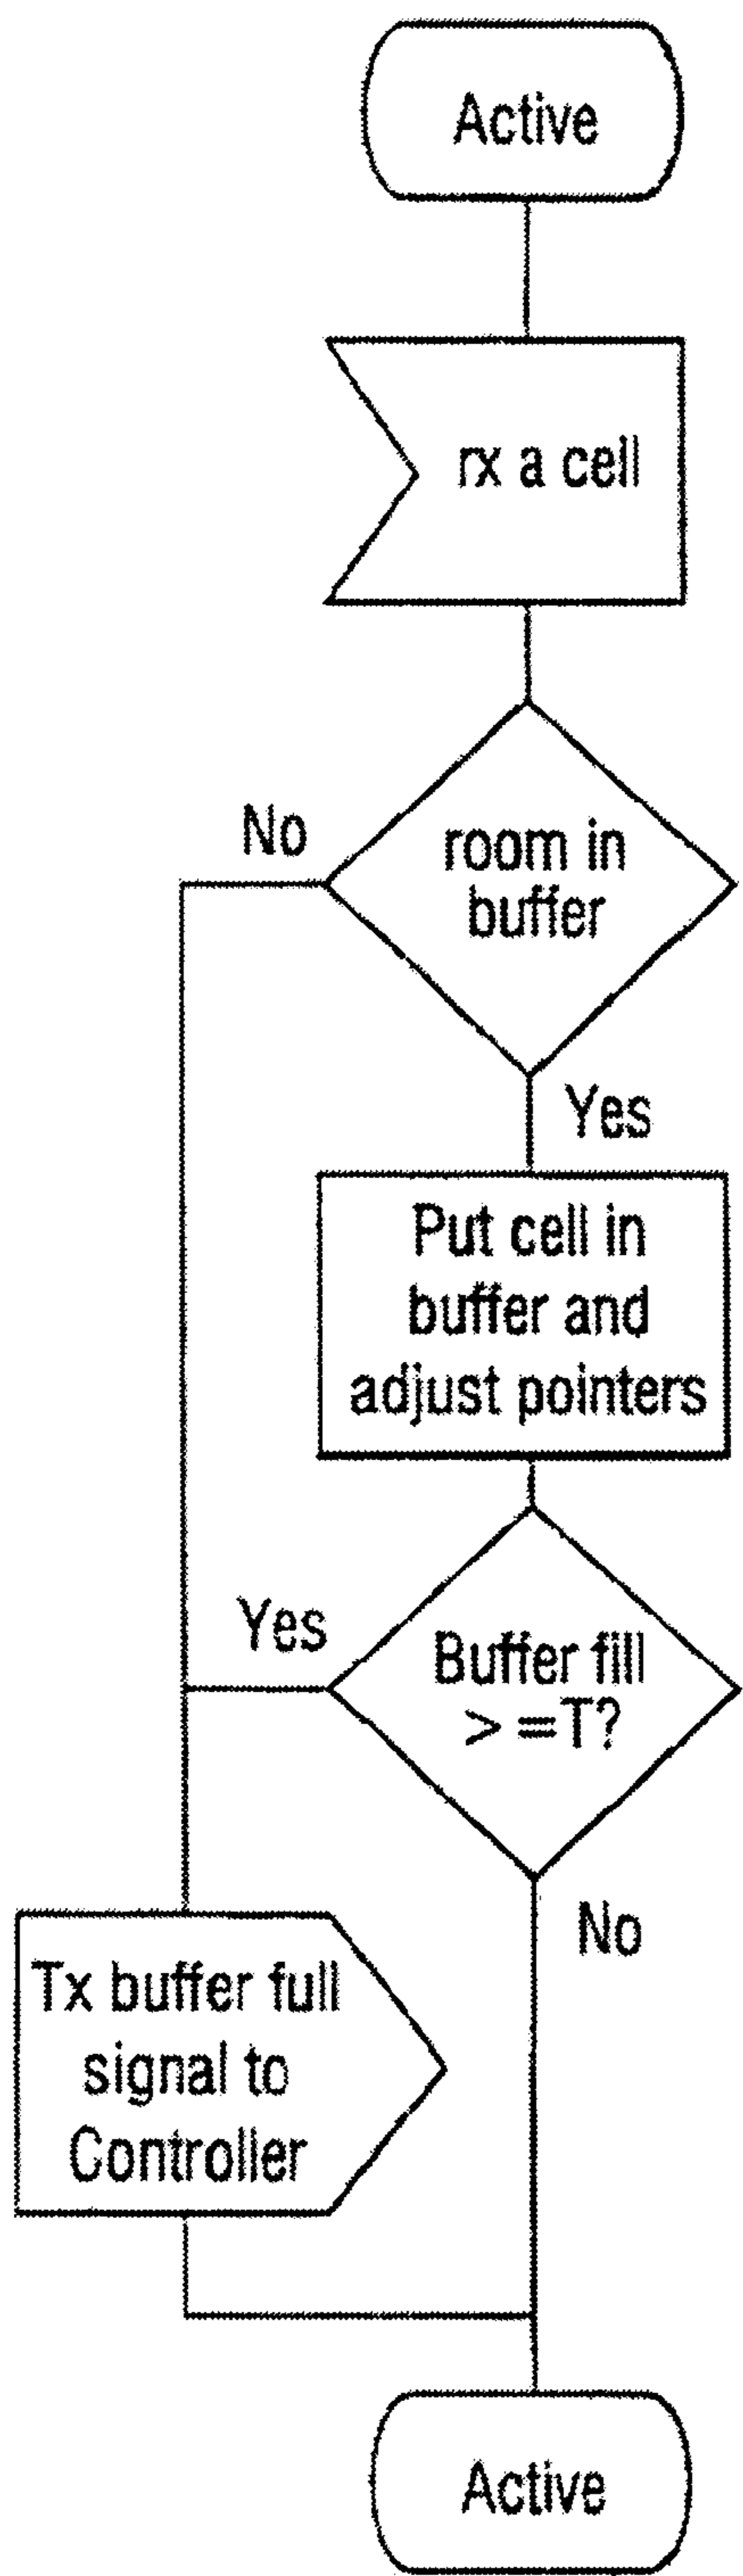 Active
rx a cell
No
room in
buffer
Yes
Put cell in
buffer and
adjust pointers
Yes
Buffer fill
> =T?
No
Tx buffer full
signal to
Controller
Active